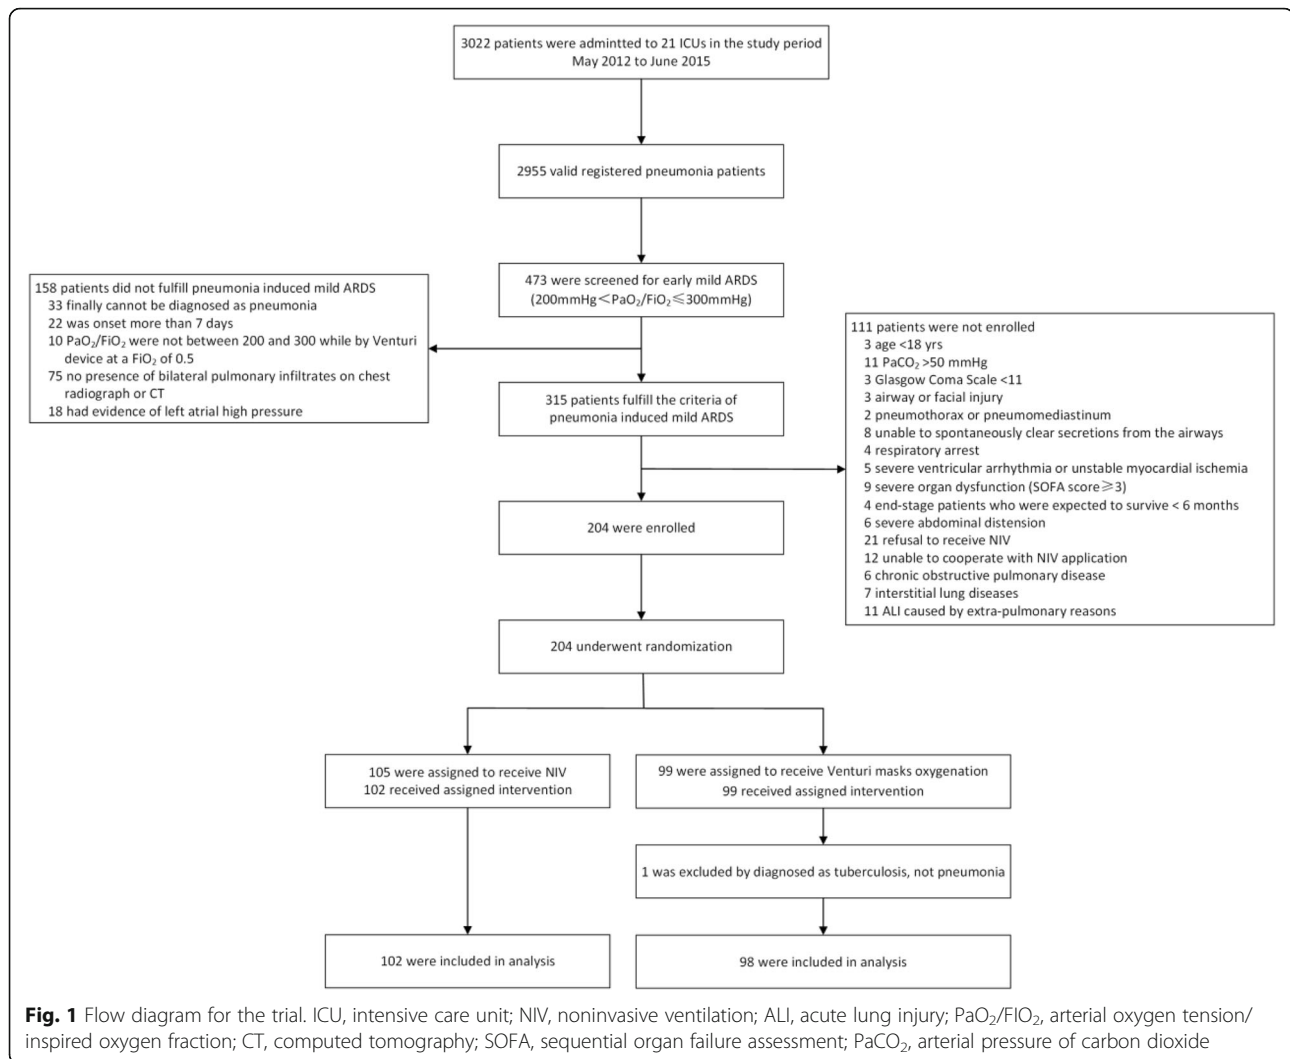 3022 patients were admintted to 21 ICUs in the study period
May 2012 to June 2015
2955 valid registered pneumonia patients
473 were screened for early mild ARDS
(200mmHg<PaO₂/FiO₂≤300mmHg)
158 patients did not fulfill pneumonia induced mild ARDS
33 finally cannot be diagnosed as pneumonia
22 was onset more than 7 days
10 PaO₂/FiO₂ were not between 200 and 300 while by Venturi
device at a FiO₂ of 0.5
75 no presence of bilateral pulmonary infiltrates on chest
radiograph or CT
18 had evidence of left atrial high pressure
315 patients fulfill the criteria of
pneumonia induced mild ARDS
111 patients were not enrolled
3 age <18 yrs
11 PaCO₂ >50 mmHg
3 Glasgow Coma Scale <11
3 airway or facial injury
2 pneumothorax or pneumomediastinum
8 unable to spontaneously clear secretions from the airways
4 respiratory arrest
5 severe ventricular arrhythmia or unstable myocardial ischemia
9 severe organ dysfunction (SOFA score≥3)
4 end-stage patients who were expected to survive < 6 months
6 severe abdominal distension
21 refusal to receive NIV
12 unable to cooperate with NIV application
6 chronic obstructive pulmonary disease
7 interstitial lung diseases
11 ALI caused by extra-pulmonary reasons
204 were enrolled
204 underwent randomization
105 were assigned to receive NIV
102 received assigned intervention
99 were assigned to receive Venturi masks oxygenation
99 received assigned intervention
1 was excluded by diagnosed as tuberculosis, not pneumonia
102 were included in analysis
98 were included in analysis
Fig. 1 Flow diagram for the trial. ICU, intensive care unit; NIV, noninvasive ventilation; ALI, acute lung injury; PaO₂/FIO₂, arterial oxygen tension/
inspired oxygen fraction; CT, computed tomography; SOFA, sequential organ failure assessment; PaCO₂, arterial pressure of carbon dioxide